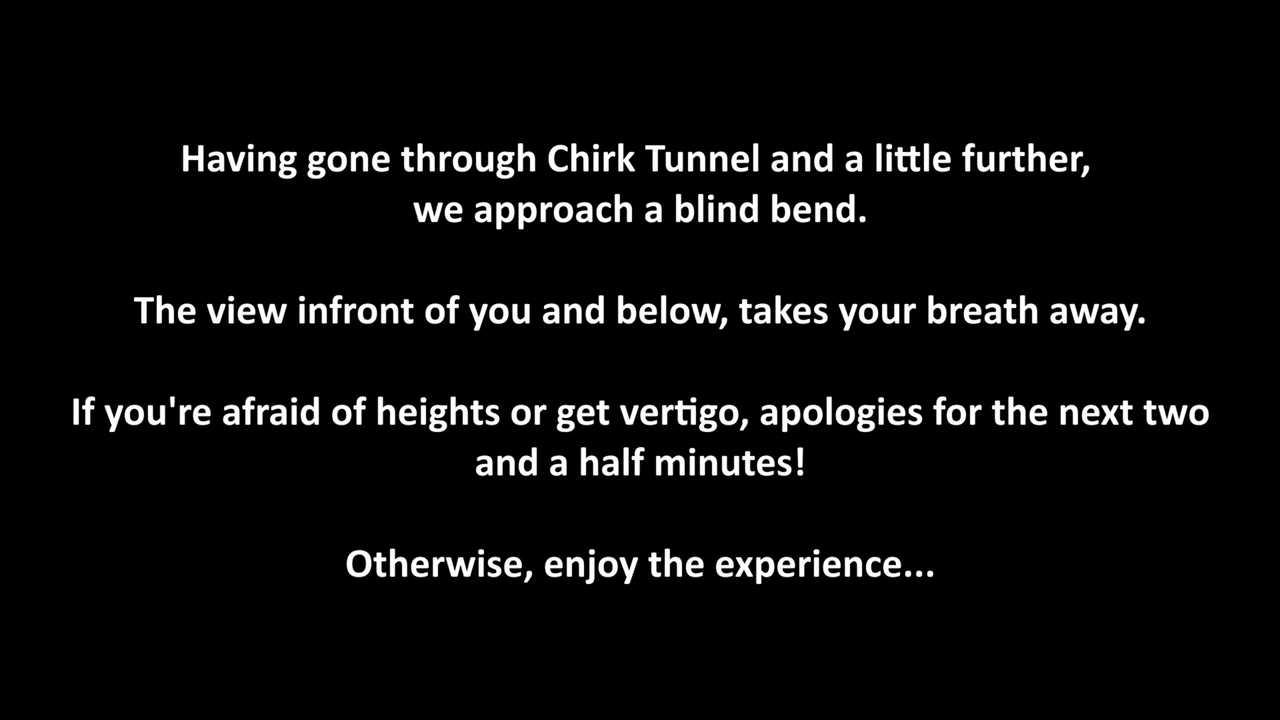 Having gone through Chirk Tunnel and a little further,
we approach a blind bend.
The view infront of you and below, takes your breath away.
If you're afraid of heights or get vertigo, apologies for the next two
and a half minutes!
Otherwise, enjoy the experience...